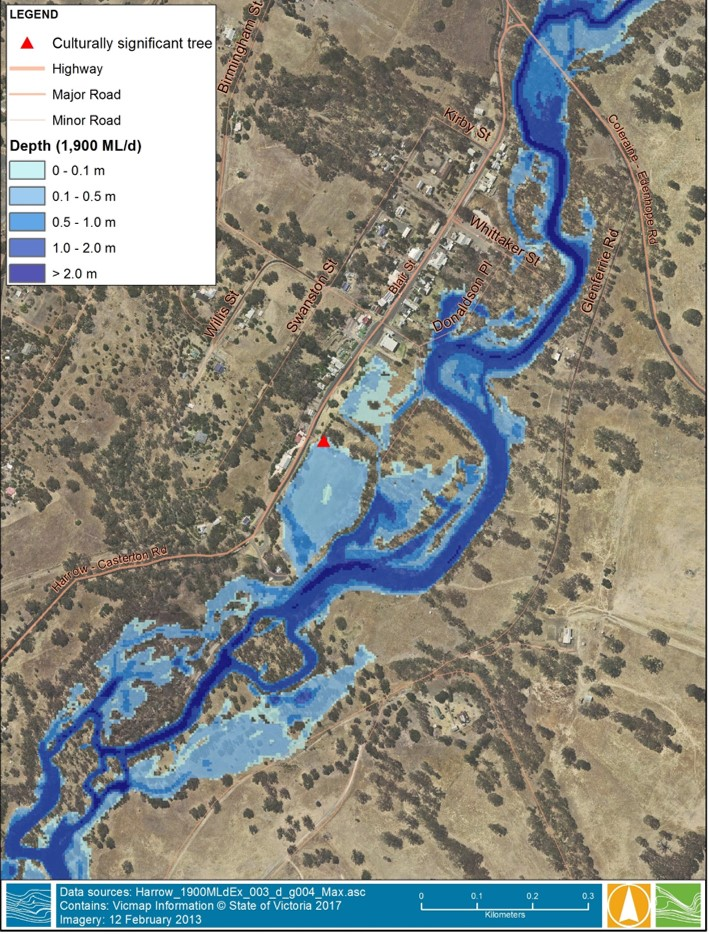 LEGEND
Culturally significant tree
Highway
Major Road
Minor Road
Depth (1,900 ML/d)
0 - 0.1 m
0.1 - 0.5 m
0.5 - 1.0 m
1.0 - 2.0 m
> 2.0 m
Birmingham St
Kirby St
Coleraine - Edenhope Rd
Whittaker St
Glenferrie Rd
Blair St
Swanston St
Willis St
Donaldson Pl
Harrow - Casterton Rd
Data sources: Harrow_1900MLdEx_003_d_g004_Max.asc
Contains: Vicmap Information © State of Victoria 2017
Imagery: 12 February 2013
0 0.1 0.2 0.3
Kilometers